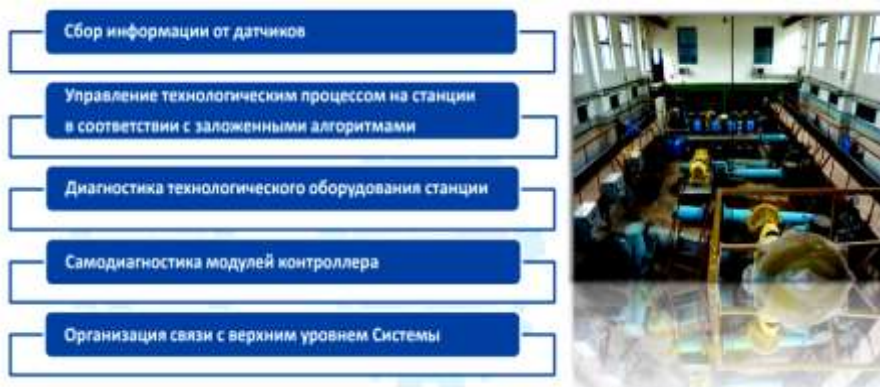 Сбор информации от датчиков
Управление технологическим процессом на станции
в соответствии с заложенными алгоритмами
Диагностика технологического оборудования станции
Самодиагностика модулей контроллера
Организация связи с верхним уровнем Системы